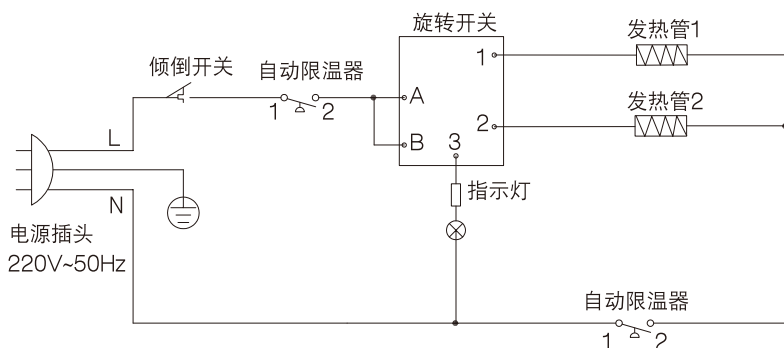 旋转开关
发热管1
倾倒开关
自动限温器
1
1 2
A
发热管2
L
B
3
2
指示灯
N
电源插头
220V~50Hz
自动限温器
1 2